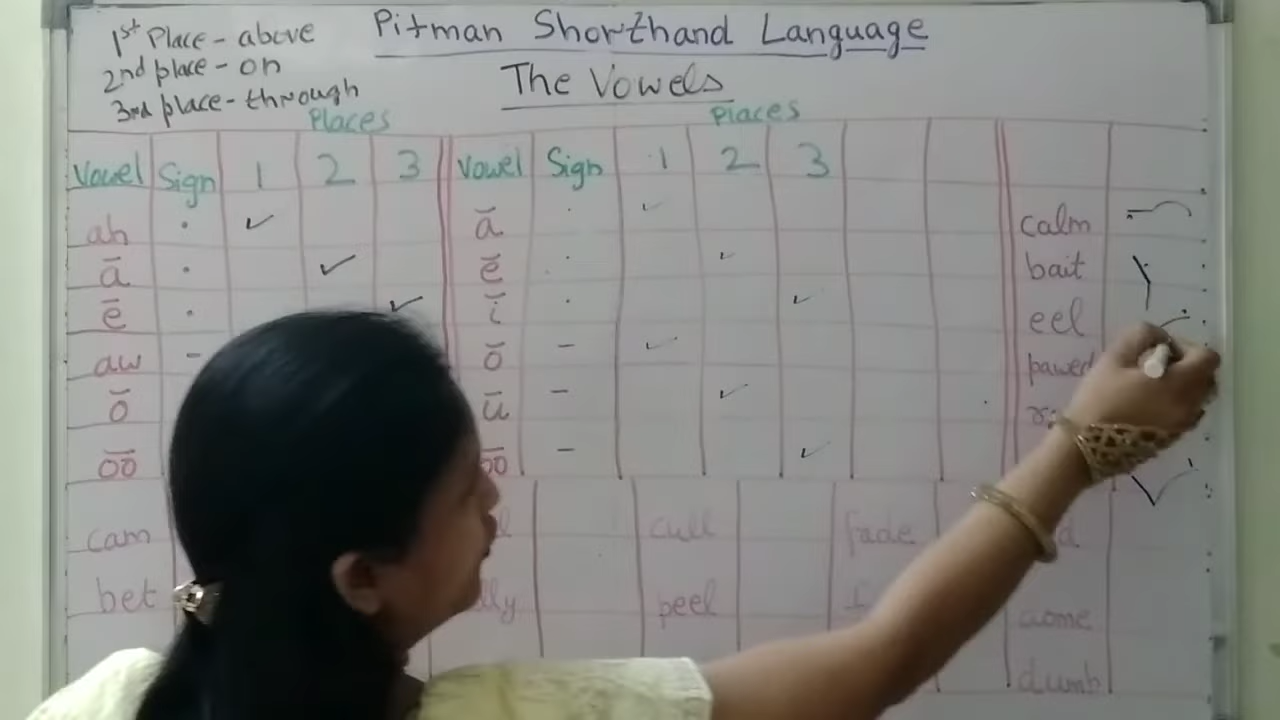 1st Place - above
2nd place - on
3rd place - through
Pitman Shorthand Language
The Vowels
Places Places
Vowel Sign 1 2 3 Vowel Sign 1 2 3
ah · ✓ ā · ✓ calm
ā · ✓ ĕ · ✓ bait
ē · ✓ ĭ · ✓ eel
aw - ō - ✓ pawed
ō ū - ✓
ōō - ✓
cam cull fade
bet peel come
dumb